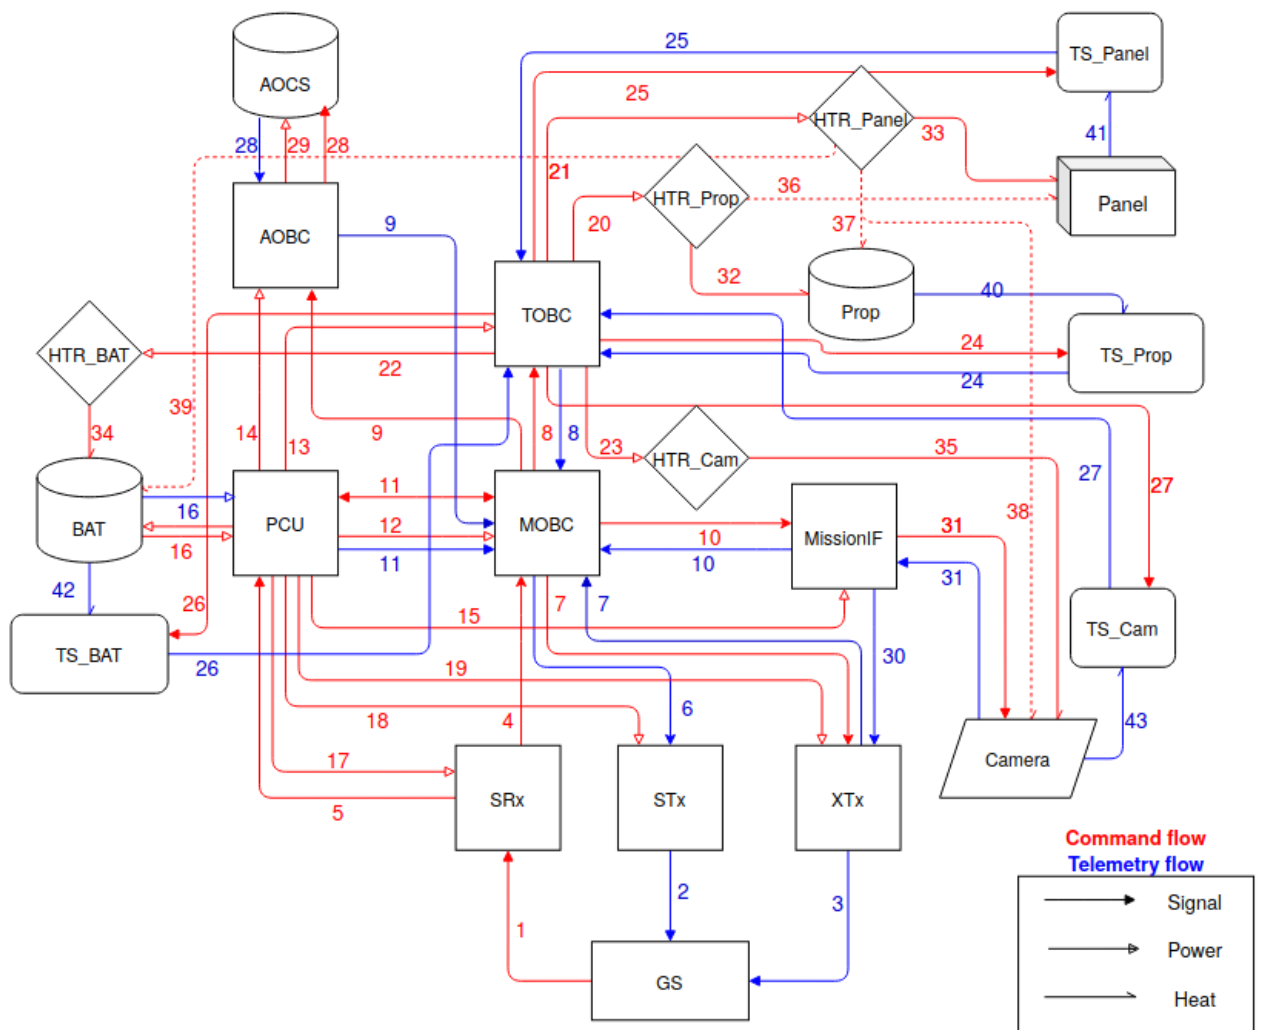 25
TS_Panel
AOCS
25
HTR_Panel
33
41
28
29
28
21
36
HTR_Prop
20
37
Panel
9
AOBC
32
40
Prop
TOBC
24
TS_Prop
HTR_BAT
22
24
39
34
14
13
9
8
8
23
HTR_Cam
35
27
27
11
16
BAT
PCU
12
MOBC
10
MissionIF
31
38
16
11
10
31
42
26
15
7
7
TS_Cam
TS_BAT
26
19
30
18
4
6
43
17
Camera
5
SRx
STx
XTx
Command flow
Telemetry flow
2
3
Signal
1
Power
GS
Heat